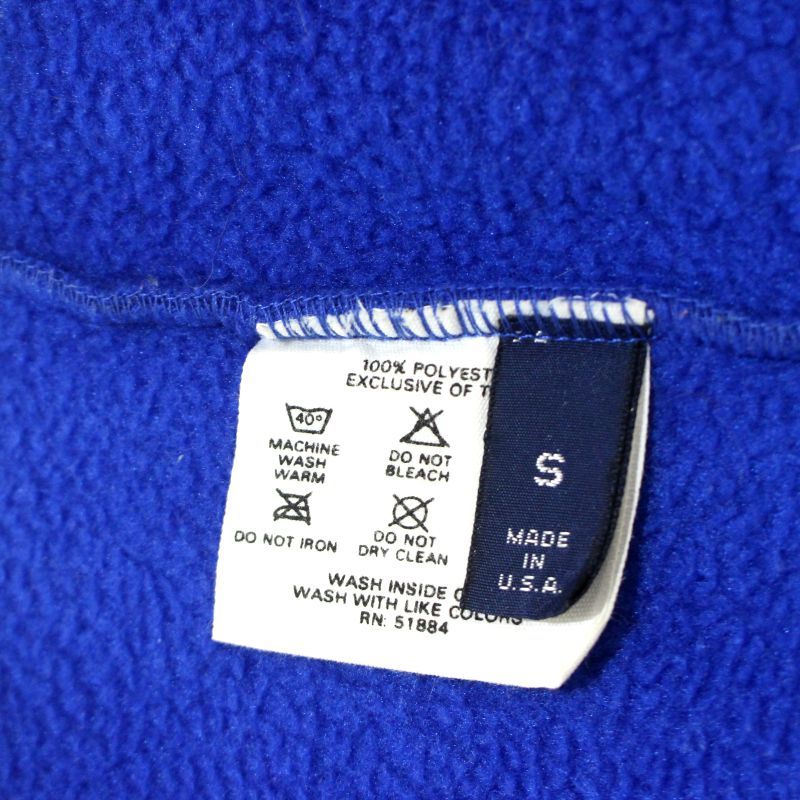 100% POLYEST
EXCLUSIVE OF T
40°
MACHINE
WASH
WARM
DO NOT
BLEACH
DO NOT IRON
DO NOT
DRY CLEAN
WASH INSIDE O
WASH WITH LIKE COLORS
RN: 51884
S
MADE
IN
U.S.A.